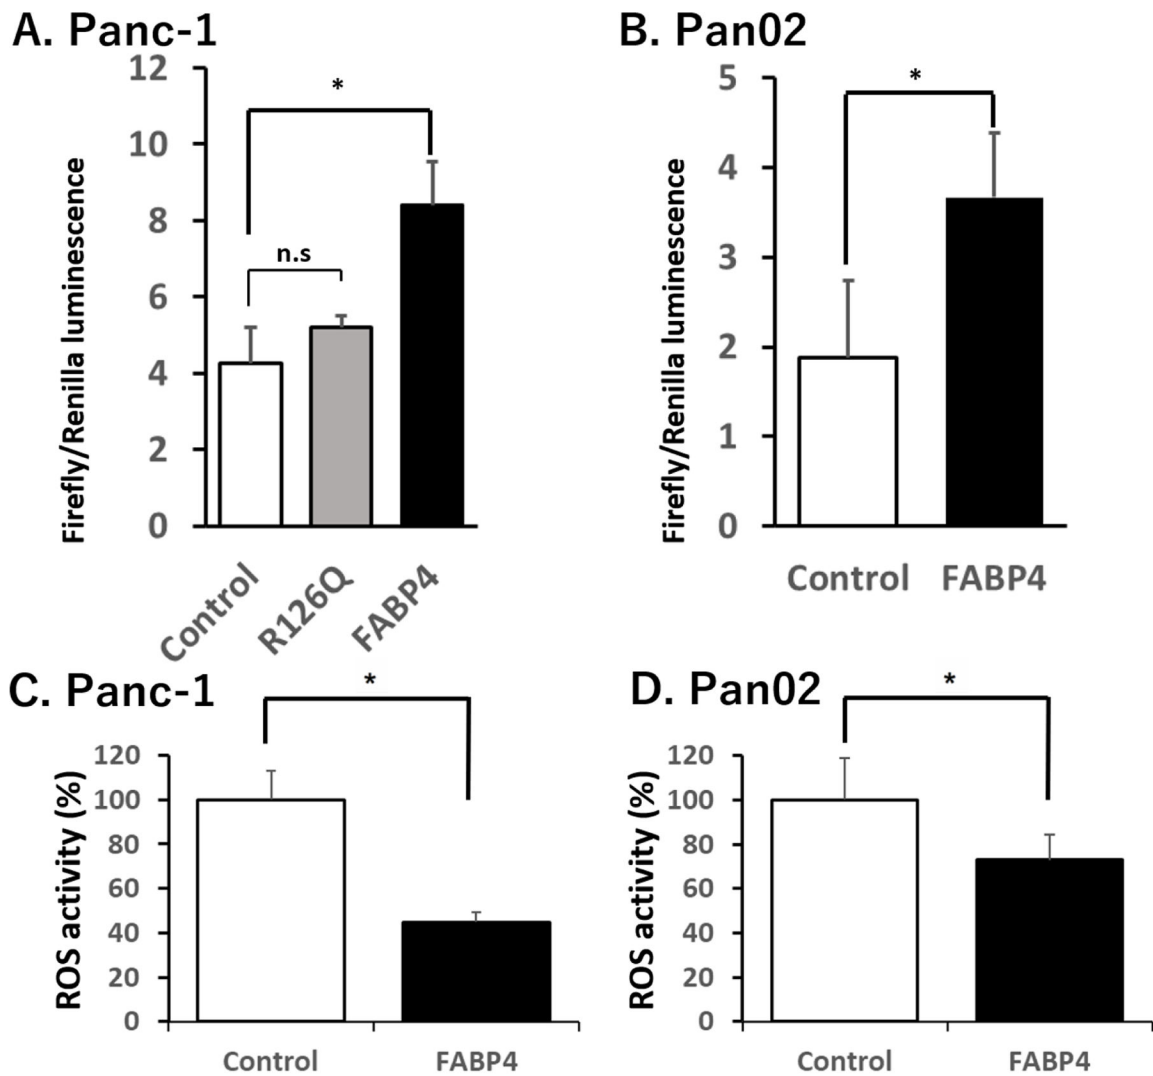 A. Panc-1
12
10
8
6
4
2
0
Firefly/Renilla luminescence
*
n.s
Control
R126Q
FABP4
B. Pan02
5
4
3
2
1
0
Firefly/Renilla luminescence
*
Control
FABP4
C. Panc-1
120
100
80
60
40
20
0
ROS activity (%)
*
Control
FABP4
D. Pan02
120
100
80
60
40
20
0
ROS activity (%)
*
Control
FABP4